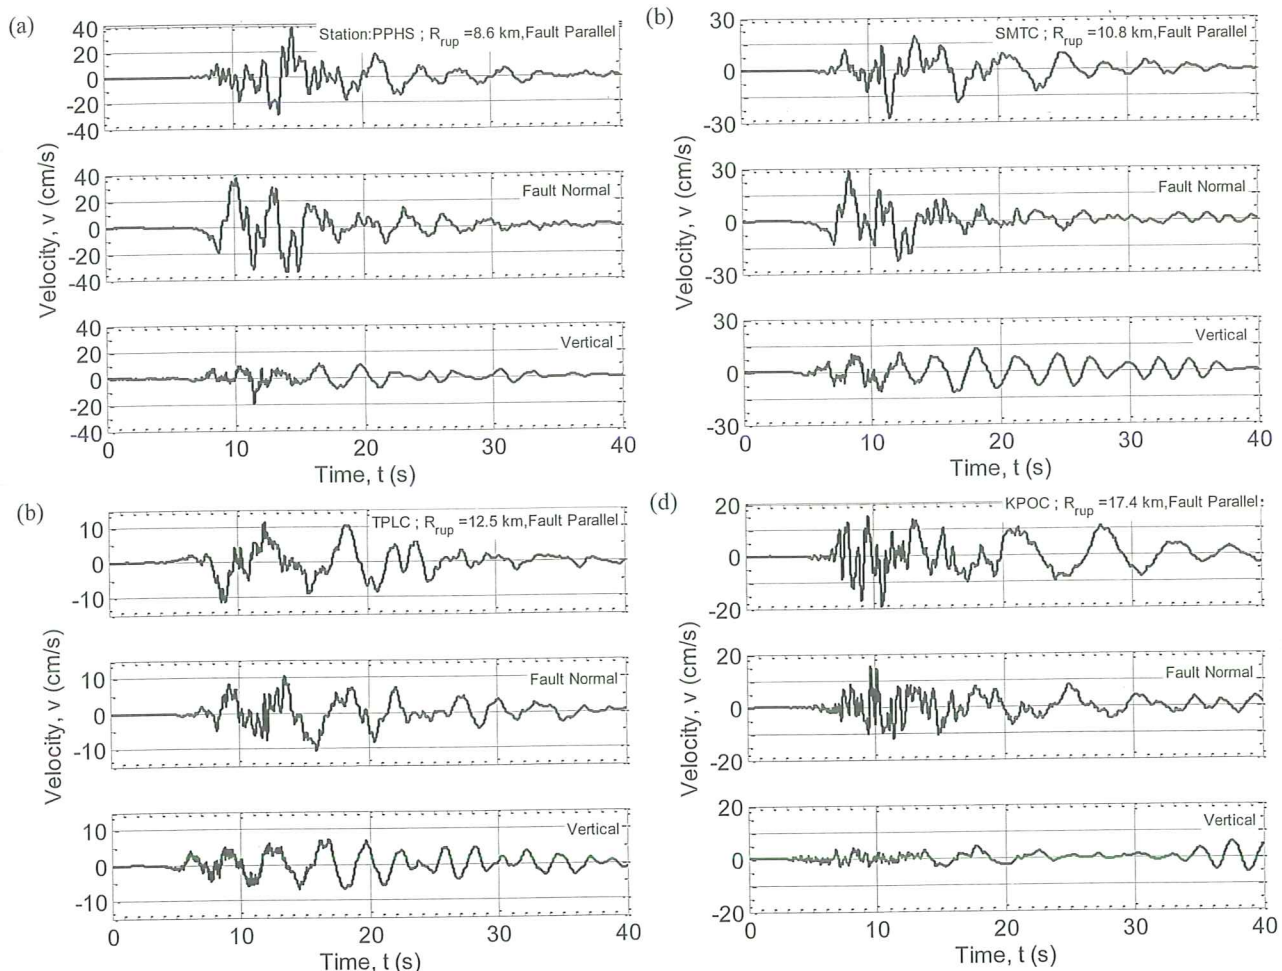 (a)
Station:PPHS ; Rrup =8.6 km,Fault Parallel
40
20
0
-20
-40
Fault Normal
40
20
0
-20
-40
Vertical
40
20
0
-20
-40
Velocity, v (cm/s)
0 10 20 30 40
Time, t (s)
(b)
SMTC ; Rrup =10.8 km,Fault Parallel
30
0
-30
Fault Normal
30
0
-30
Vertical
30
0
-30
Velocity, v (cm/s)
0 10 20 30 40
Time, t (s)
(b)
TPLC ; Rrup =12.5 km,Fault Parallel
10
0
-10
Fault Normal
10
0
-10
Vertical
10
0
-10
Velocity, v (cm/s)
0 10 20 30 40
Time, t (s)
(d)
KPOC ; Rrup =17.4 km,Fault Parallel
20
0
-20
Fault Normal
20
0
-20
Vertical
20
0
-20
Velocity, v (cm/s)
0 10 20 30 40
Time, t (s)